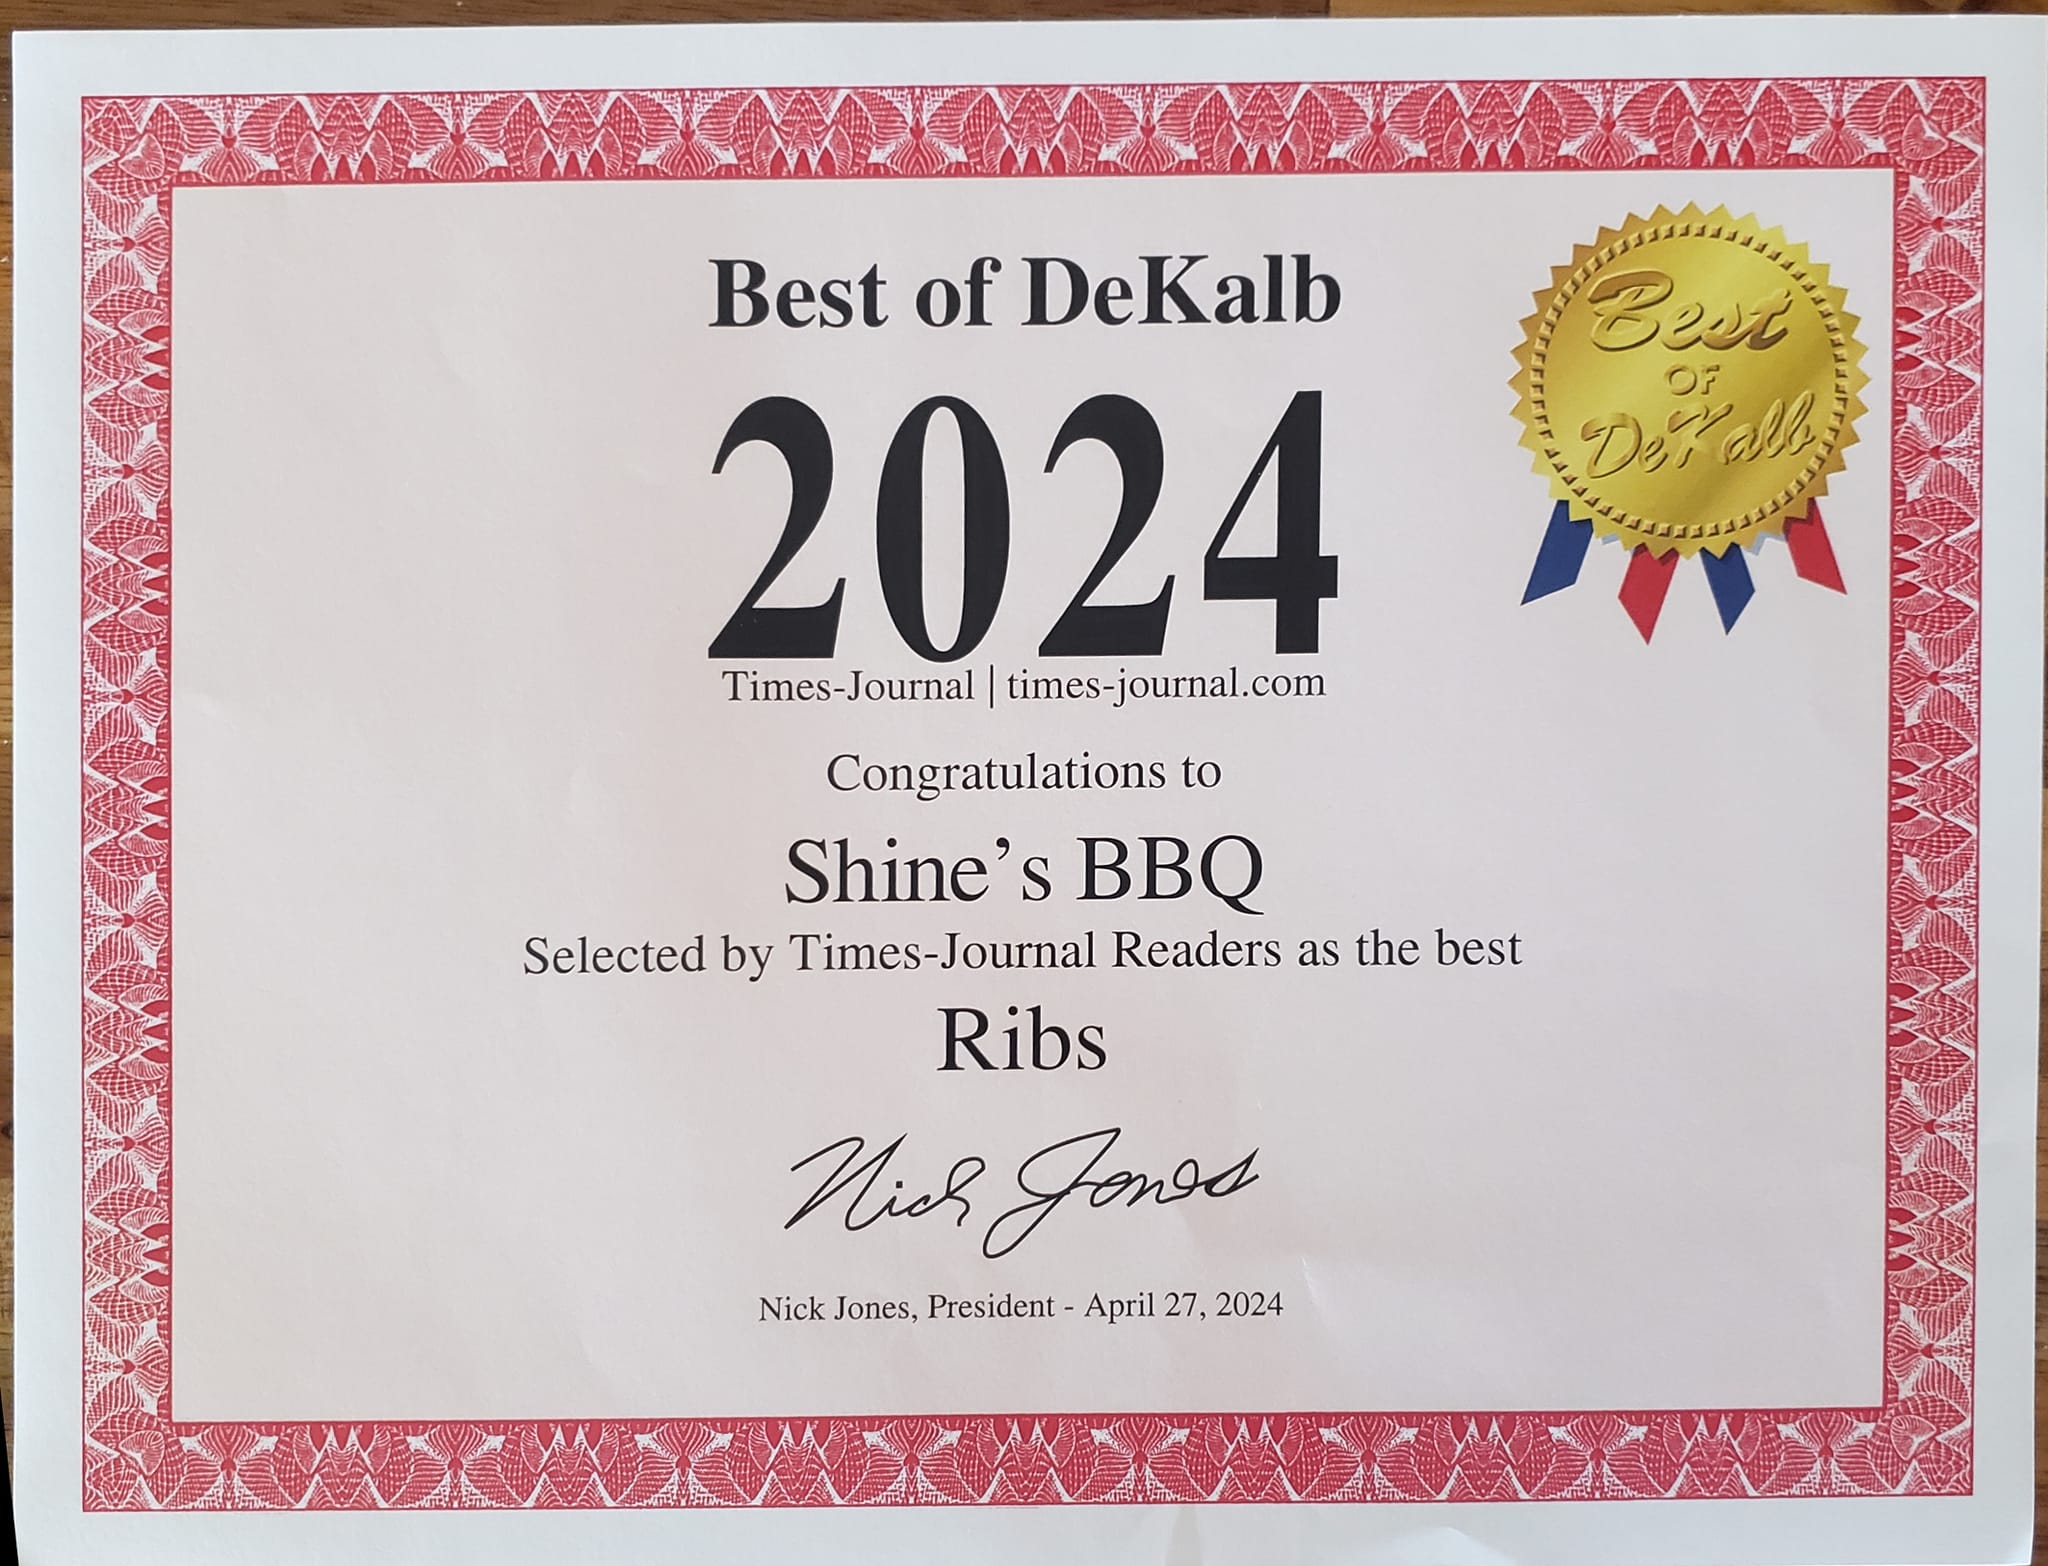 Best of DeKalb
2024
Times-Journal | times-journal.com
Congratulations to
Shine’s BBQ
Selected by Times-Journal Readers as the best
Ribs
Nick Jones
Nick Jones, President - April 27, 2024
Best
OF
DeKalb